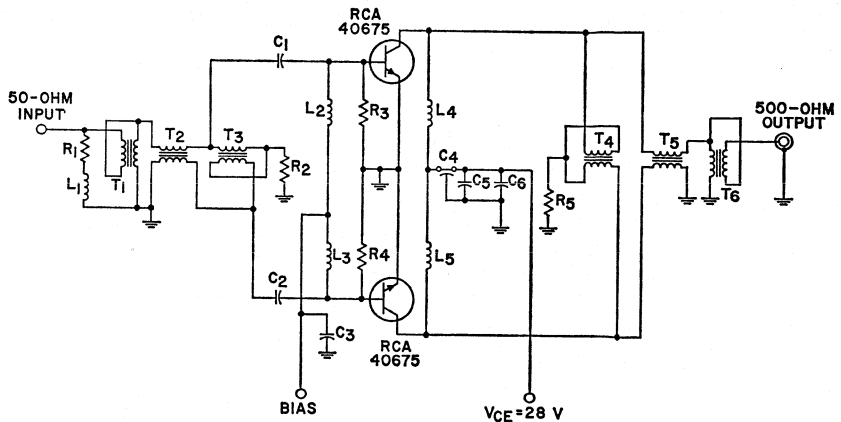 RCA
40675
C1
50-OHM
INPUT
R1
L1
T1
T2
T3
R2
L2
R3
L4
C4
C5
C6
T4
T5
500-OHM
OUTPUT
T6
R5
L3
R4
L5
C2
C3
RCA
40675
BIAS
VCE=28 V